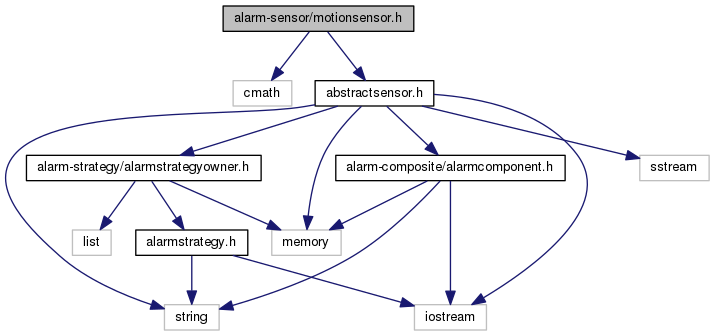 alarm-sensor/motionsensor.h
cmath
abstractsensor.h
alarm-strategy/alarmstrategyowner.h
alarm-composite/alarmcomponent.h
sstream
list
alarmstrategy.h
memory
string
iostream